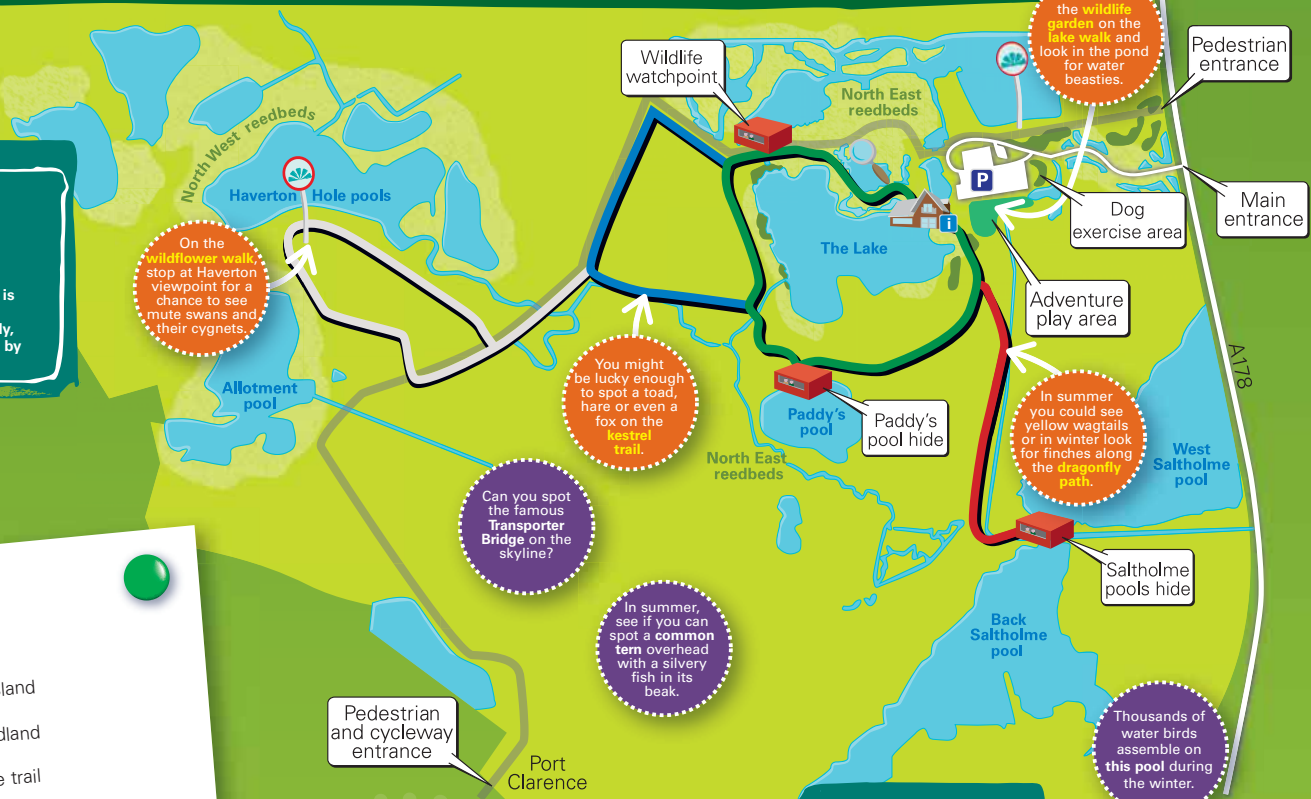 the wildlife
garden on the
lake walk and
look in the pond
for water
beasties.
Pedestrian
entrance
Wildlife
watchpoint
North East
reedbeds
North West reedbeds
Haverton Hole pools
P
i
Dog
exercise area
Main
entrance
is
ly,
by
On the
wildflower walk,
stop at Haverton
viewpoint for a
chance to see
mute swans and
their cygnets.
The Lake
Adventure
play area
A178
Allotment
pool
You might
be lucky enough
to spot a toad,
hare or even a
fox on the
kestrel
trail.
Paddy's
pool
Paddy's
pool hide
In summer
you could see
yellow wagtails
or in winter look
for finches along
the dragonfly
path.
West
Saltholme
pool
North East
reedbeds
Can you spot
the famous
Transporter
Bridge on the
skyline?
Saltholme
pools hide
In summer,
see if you can
spot a common
tern overhead
with a silvery
fish in its
beak.
Back
Saltholme
pool
land
dland
e trail
Pedestrian
and cycleway
entrance
Port
Clarence
Thousands of
water birds
assemble on
this pool during
the winter.